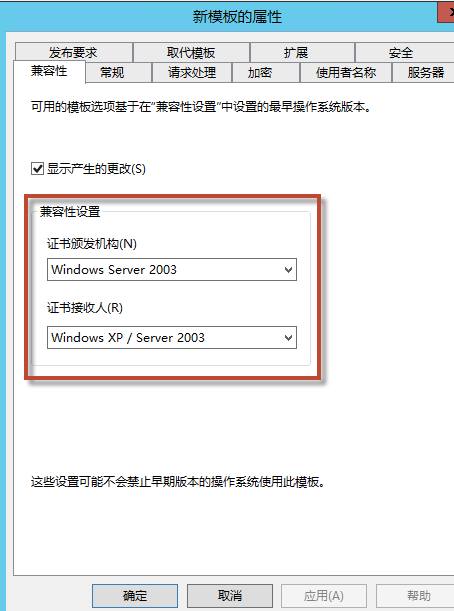 新模板的属性
发布要求 取代模板 扩展 安全
兼容性 常规 请求处理 加密 使用者名称 服务器
可用的模板选项基于在“兼容性设置”中设置的最早操作系统版本。
显示产生的更改(S)
兼容性设置
证书颁发机构(N)
Windows Server 2003
证书接收人(R)
Windows XP / Server 2003
这些设置可能不会禁止早期版本的操作系统使用此模板。
确定 取消 应用(A) 帮助